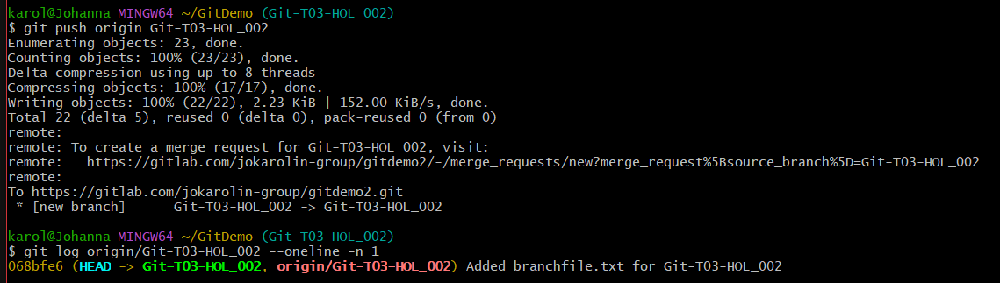 karol@Johanna MINGW64 ~/GitDemo (Git-T03-HOL_002)
$ git push origin Git-T03-HOL_002
Enumerating objects: 23, done.
Counting objects: 100% (23/23), done.
Delta compression using up to 8 threads
Compressing objects: 100% (17/17), done.
Writing objects: 100% (22/22), 2.23 KiB | 152.00 KiB/s, done.
Total 22 (delta 5), reused 0 (delta 0), pack-reused 0 (from 0)
remote:
remote: To create a merge request for Git-T03-HOL_002, visit:
remote:   https://gitlab.com/jokarolin-group/gitdemo2/-/merge_requests/new?merge_request%5Bsource_branch%5D=Git-T03-HOL_002
remote:
To https://gitlab.com/jokarolin-group/gitdemo2.git
 * [new branch]      Git-T03-HOL_002 -> Git-T03-HOL_002
karol@Johanna MINGW64 ~/GitDemo (Git-T03-HOL_002)
$ git log origin/Git-T03-HOL_002 --oneline -n 1
068bfe6 (HEAD -> Git-T03-HOL_002, origin/Git-T03-HOL_002) Added branchfile.txt for Git-T03-HOL_002